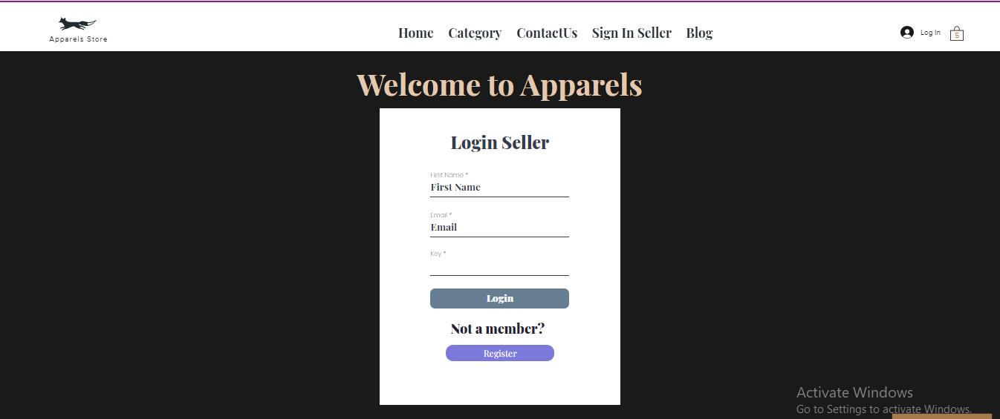 Apparels Store
Home Category ContactUs Sign In Seller Blog
Log In
5
Welcome to Apparels
Login Seller
First Name *
First Name
Email *
Email
Key *
Login
Not a member?
Register
Activate Windows
Go to Settings to activate Windows.